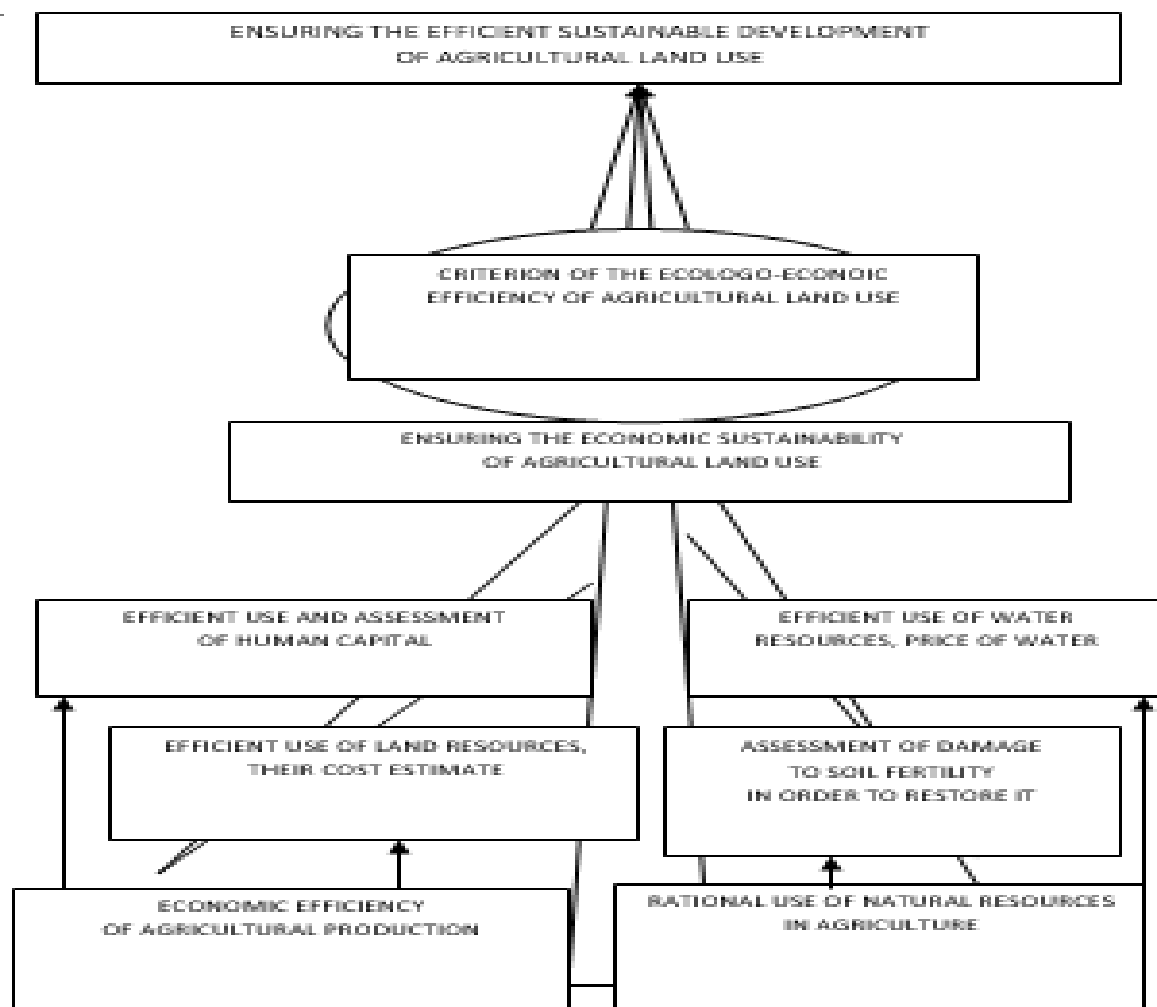 ENSURING THE EFFICIENT SUSTAINABLE DEVELOPMENT
OF AGRICULTURAL LAND USE
CRITERION OF THE ECOLOGO-ECONOIC
EFFICIENCY OF AGRICULTURAL LAND USE
ENSURING THE ECONOMIC SUSTAINABILITY
OF AGRICULTURAL LAND USE
EFFICIENT USE AND ASSESSMENT
OF HUMAN CAPITAL
EFFICIENT USE OF WATER
RESOURCES, PRICE OF WATER
EFFICIENT USE OF LAND RESOURCES,
THEIR COST ESTIMATE
ASSESSMENT OF DAMAGE
TO SOIL FERTILITY
IN ORDER TO RESTORE IT
ECONOMIC EFFICIENCY
OF AGRICULTURAL PRODUCTION
RATIONAL USE OF NATURAL RESOURCES
IN AGRICULTURE